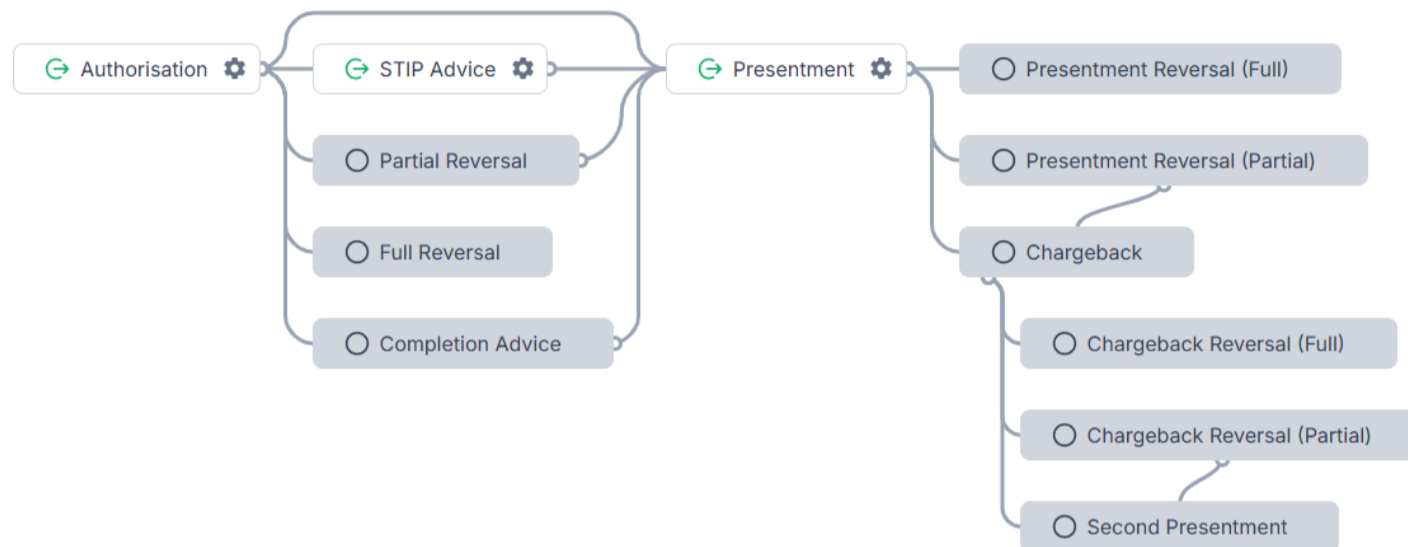 Authorisation
STIP Advice
Presentment
Presentment Reversal (Full)
Partial Reversal
Presentment Reversal (Partial)
Full Reversal
Chargeback
Completion Advice
Chargeback Reversal (Full)
Chargeback Reversal (Partial)
Second Presentment